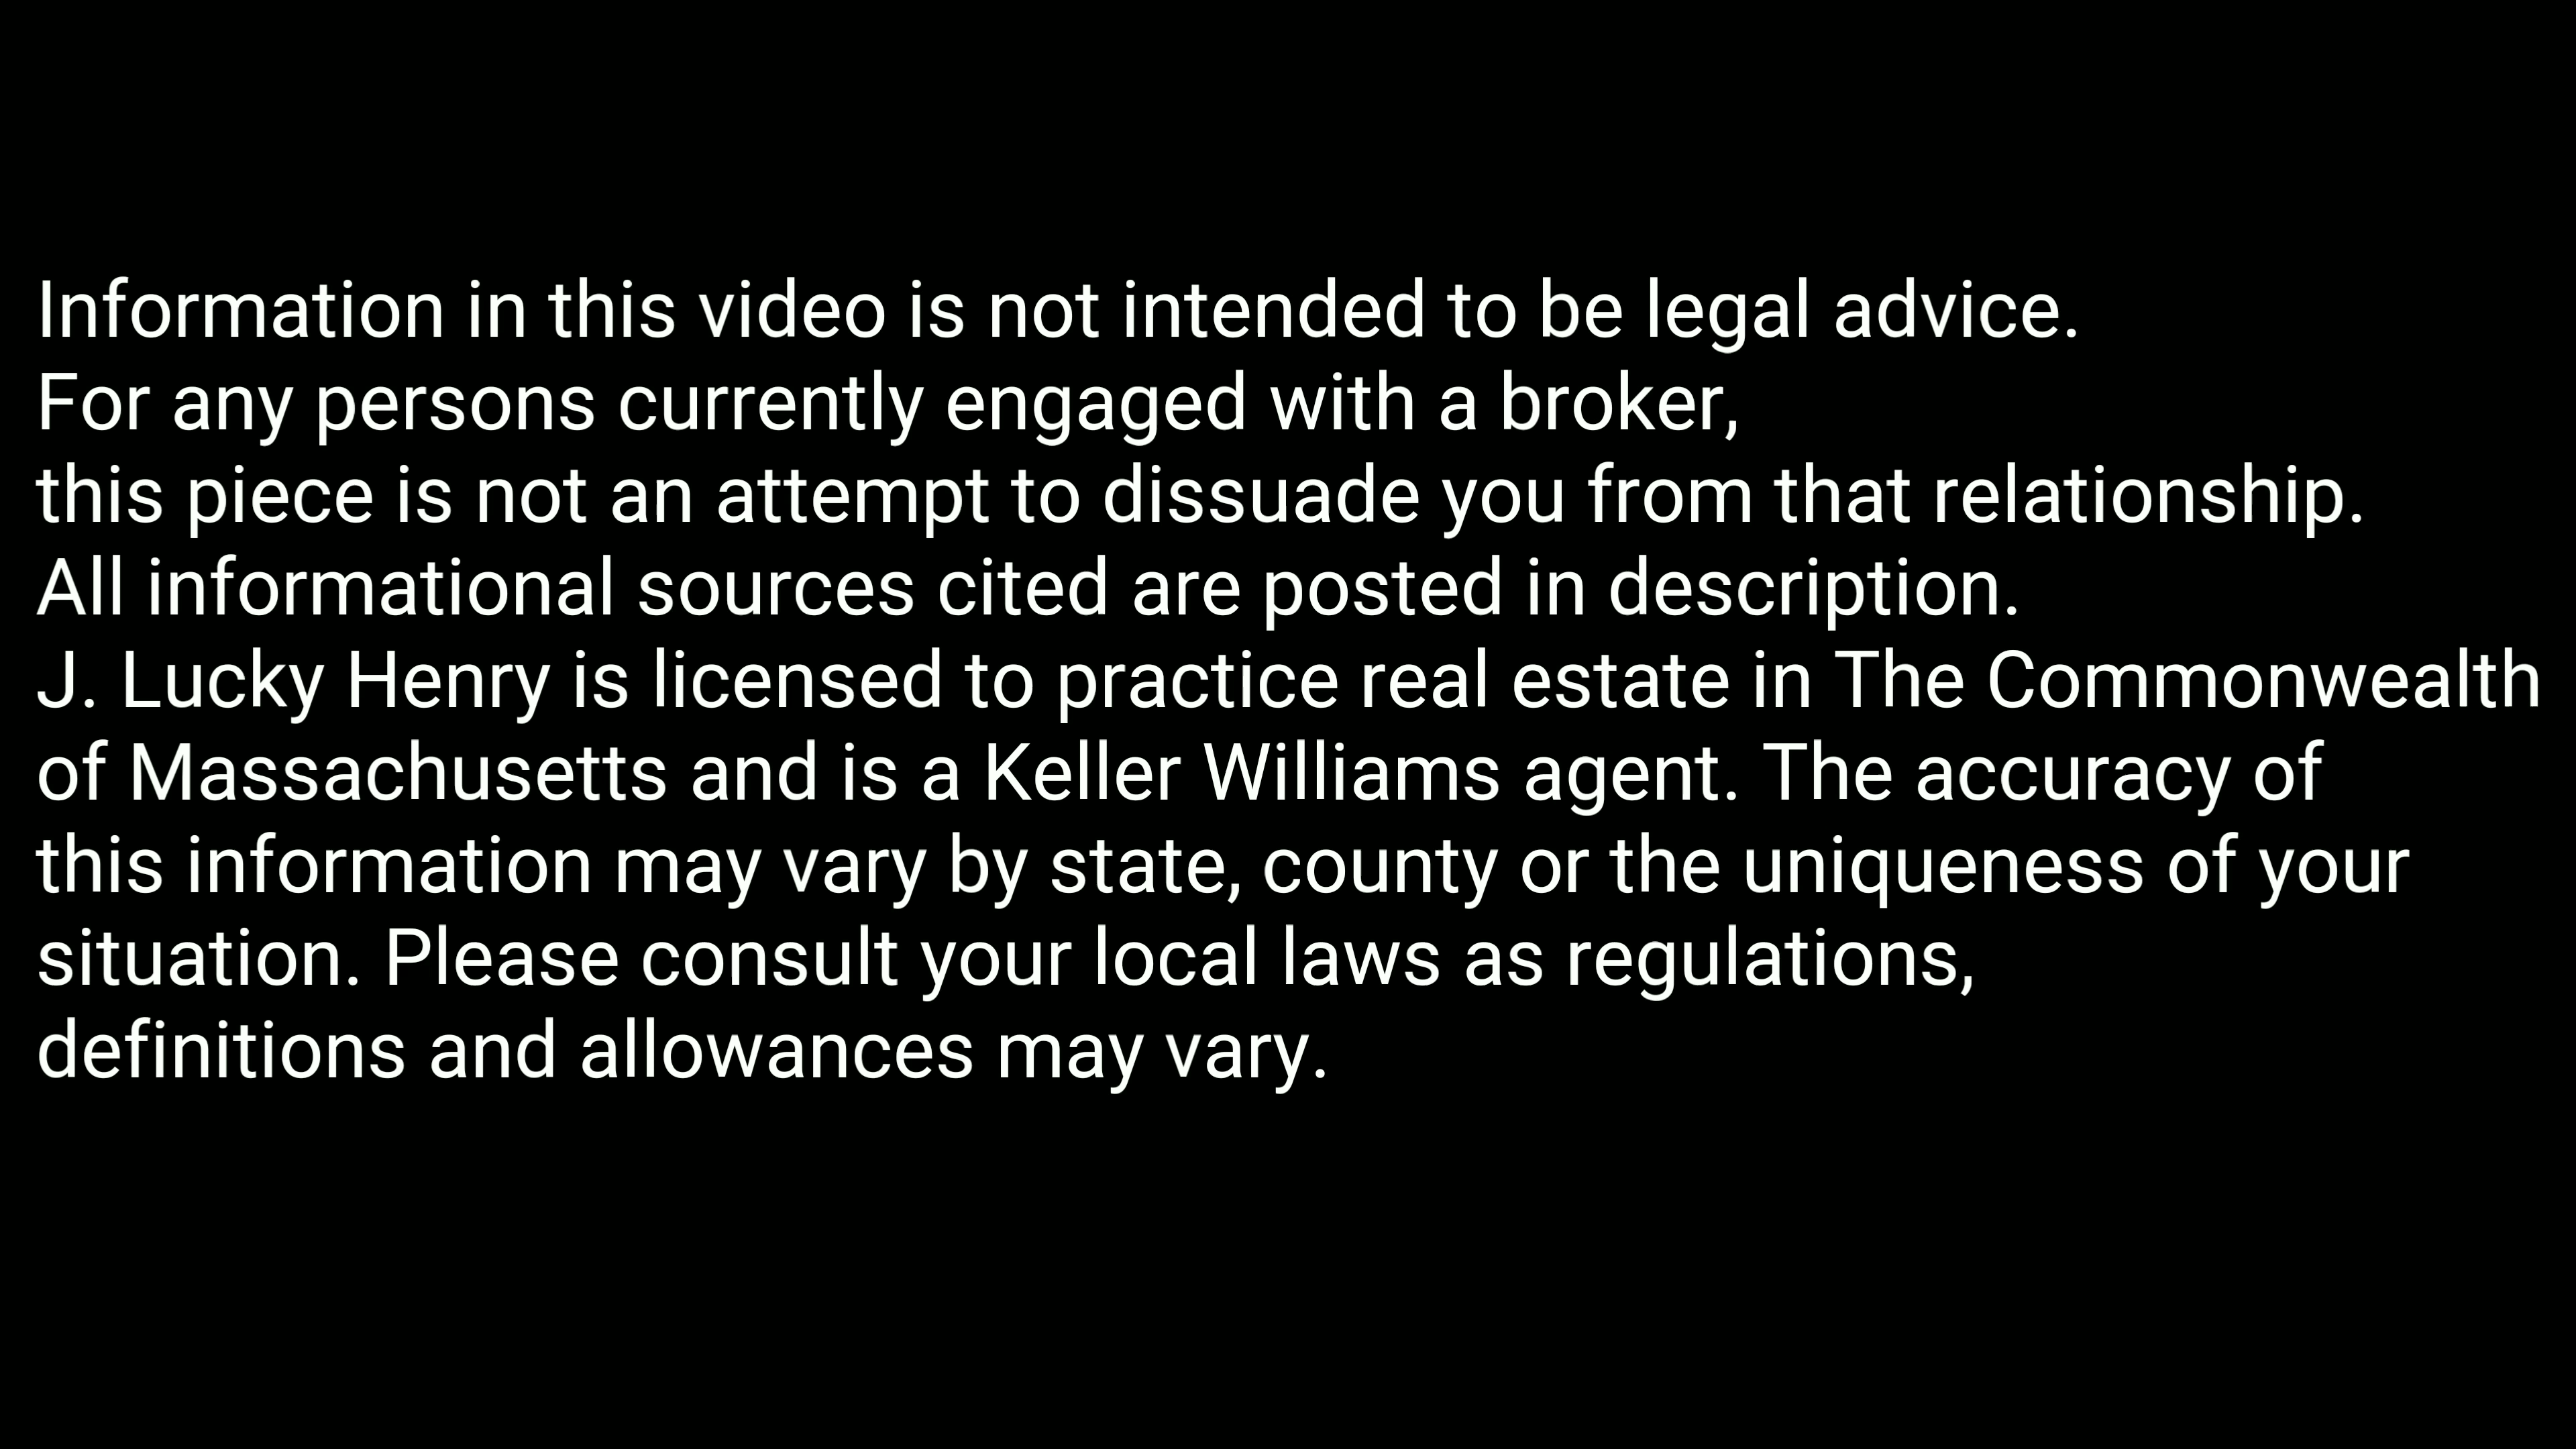 Information in this video is not intended to be legal advice.
For any persons currently engaged with a broker,
this piece is not an attempt to dissuade you from that relationship.
All informational sources cited are posted in description.
J. Lucky Henry is licensed to practice real estate in The Commonwealth
of Massachusetts and is a Keller Williams agent. The accuracy of
this information may vary by state, county or the uniqueness of your
situation. Please consult your local laws as regulations,
definitions and allowances may vary.